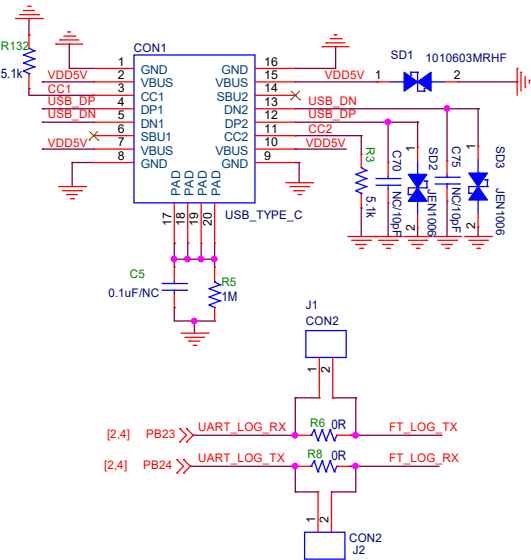 R132
5.1k
CON1
1 GND GND 16
VDD5V 2 VBUS VBUS 15 VDD5V
CC1 3 CC1 SBU2 14
USB_DP 4 DP1 DN2 13 USB_DN
USB_DN 5 DN1 DP2 12 USB_DP
6 SBU1 CC2 11 CC2
VDD5V 7 VBUS VBUS 10 VDD5V
8 GND GND 9
PAD PAD PAD PAD
17 18 19 20
USB_TYPE_C
SD1 1010603MRHF
1 2
R3
5.1k
C70
NC/10pF
1
SD2
JEN1006
2
C75
NC/10pF
1
SD3
JEN1006
2
C5
0.1uF/NC
R5
1M
J1
CON2
1 2
[2,4] PB23 UART_LOG_RX R6 0R FT_LOG_TX
[2,4] PB24 UART_LOG_TX R8 0R FT_LOG_RX
1 2
CON2
J2